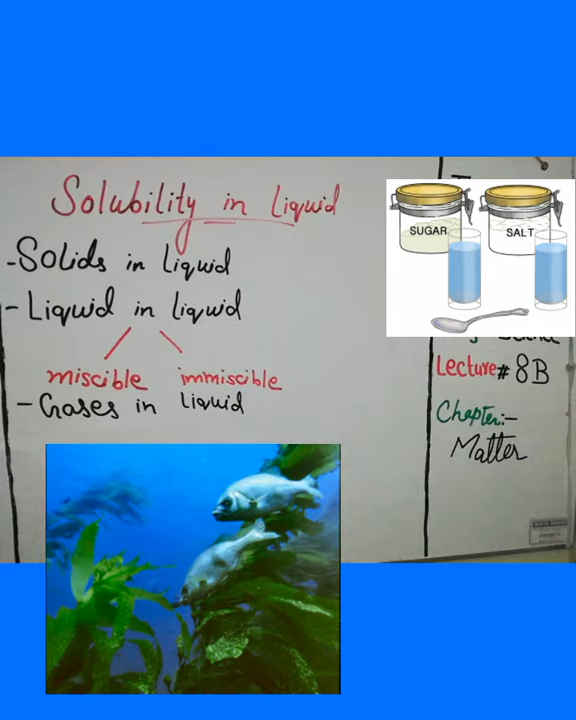 Solubility in Liquid
-Solids in Liquid
-Liquid in liquid
miscible immiscible
-Gases in Liquid
SUGAR
SALT
Science
Lecture# 8B
Chapter:-
Matter